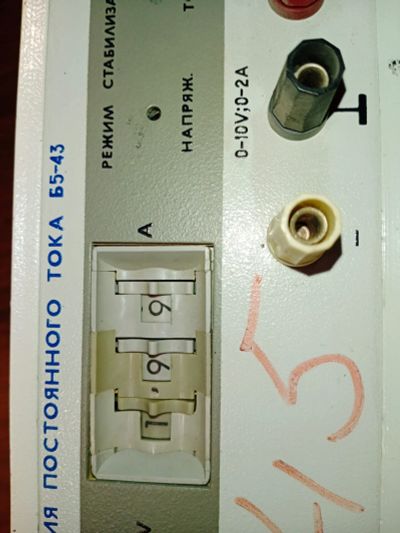 ИЯ ПОСТОЯННОГО ТОКА Б5-43
РЕЖИМ СТАБИЛИЗА
НАПРЯЖ.
V A
1,99
0-10V;0-2A